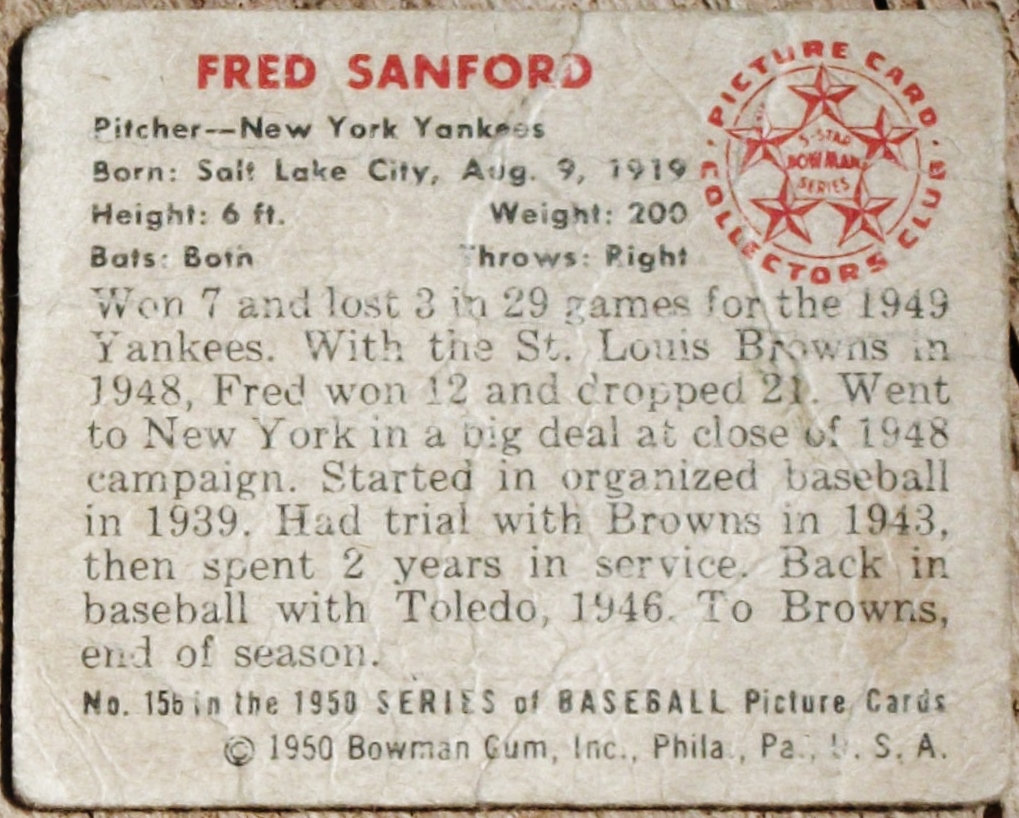 FRED SANFORD
PICTURE CARD COLLECTORS CLUB
5-STAR
BOWMAN
SERIES
Pitcher--New York Yankees
Born: Salt Lake City, Aug. 9, 1919
Height: 6 ft. Weight: 200
Bats: Both Throws: Right
Won 7 and lost 3 in 29 games for the 1949
Yankees. With the St. Louis Browns in
1948, Fred won 12 and dropped 21. Went
to New York in a big deal at close of 1948
campaign. Started in organized baseball
in 1939. Had trial with Browns in 1943,
then spent 2 years in service. Back in
baseball with Toledo, 1946. To Browns,
end of season.
No. 156 in the 1950 SERIES of BASEBALL Picture Cards
© 1950 Bowman Gum, Inc., Phila., Pa., U. S. A.